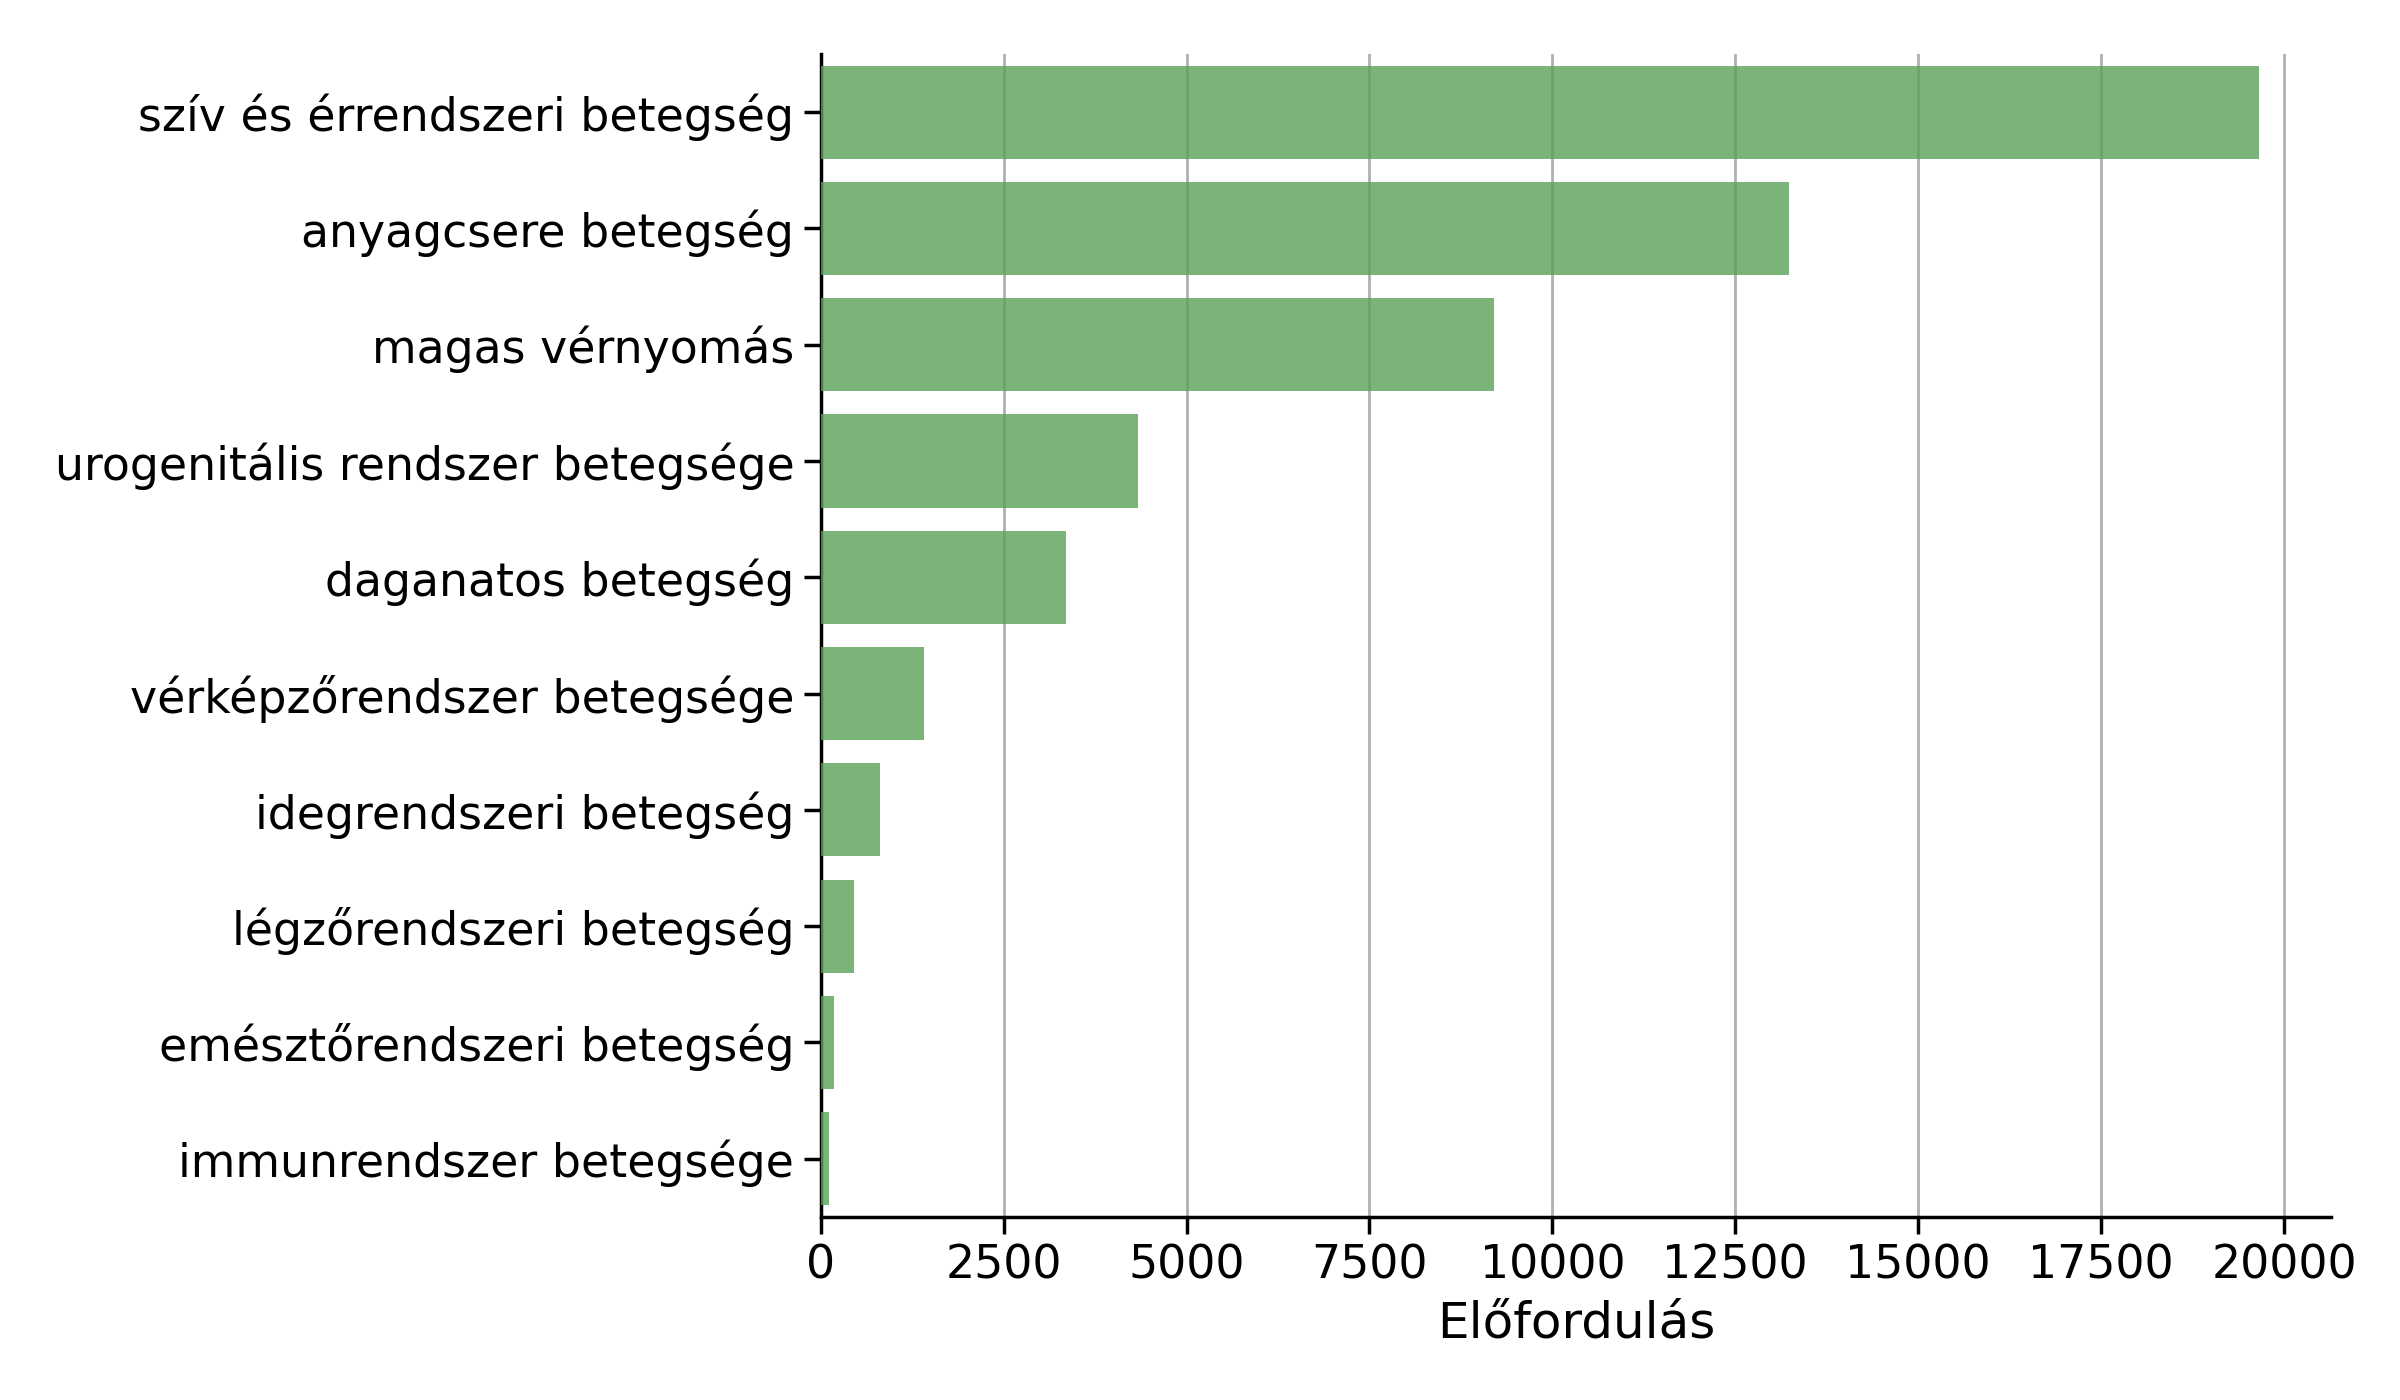 szív és érrendszeri betegség
anyagcsere betegség
magas vérnyomás
urogenitális rendszer betegsége
daganatos betegség
vérképzőrendszer betegsége
idegrendszeri betegség
légzőrendszeri betegség
emésztőrendszeri betegség
immunrendszer betegsége
0 2500 5000 7500 10000 12500 15000 17500 20000
Előfordulás